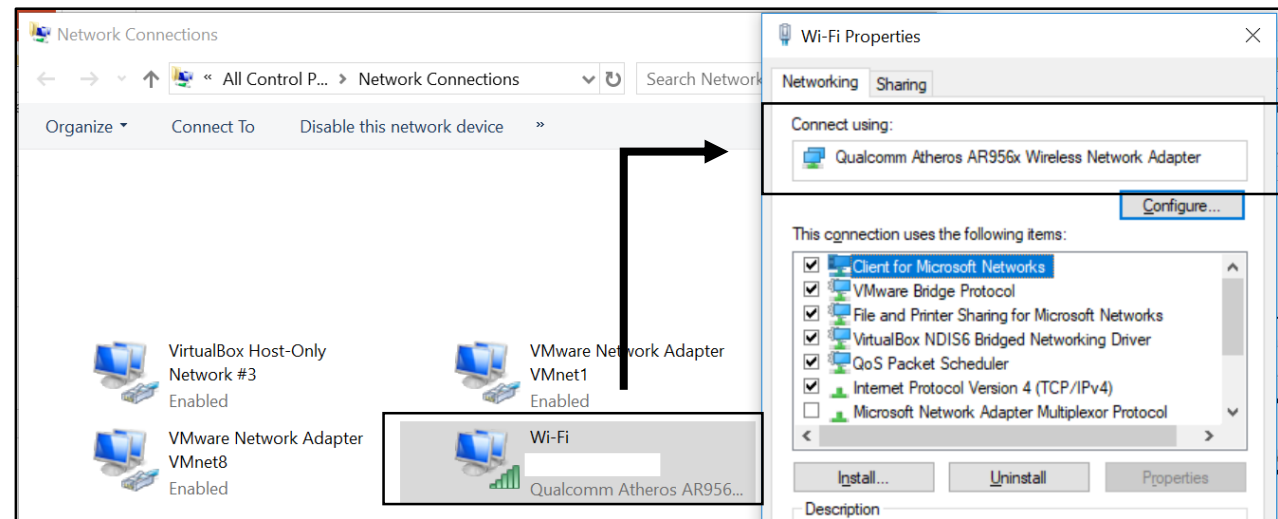 Network Connections
« All Control P... > Network Connections
Search Network
Organize
Connect To
Disable this network device
»
VirtualBox Host-Only
Network #3
Enabled
VMware Network Adapter
VMnet1
Enabled
VMware Network Adapter
VMnet8
Enabled
Wi-Fi
Qualcomm Atheros AR956...
Wi-Fi Properties
Networking
Sharing
Connect using:
Qualcomm Atheros AR956x Wireless Network Adapter
Configure...
This connection uses the following items:
Client for Microsoft Networks
VMware Bridge Protocol
File and Printer Sharing for Microsoft Networks
VirtualBox NDIS6 Bridged Networking Driver
QoS Packet Scheduler
Internet Protocol Version 4 (TCP/IPv4)
Microsoft Network Adapter Multiplexor Protocol
Install...
Uninstall
Properties
Description